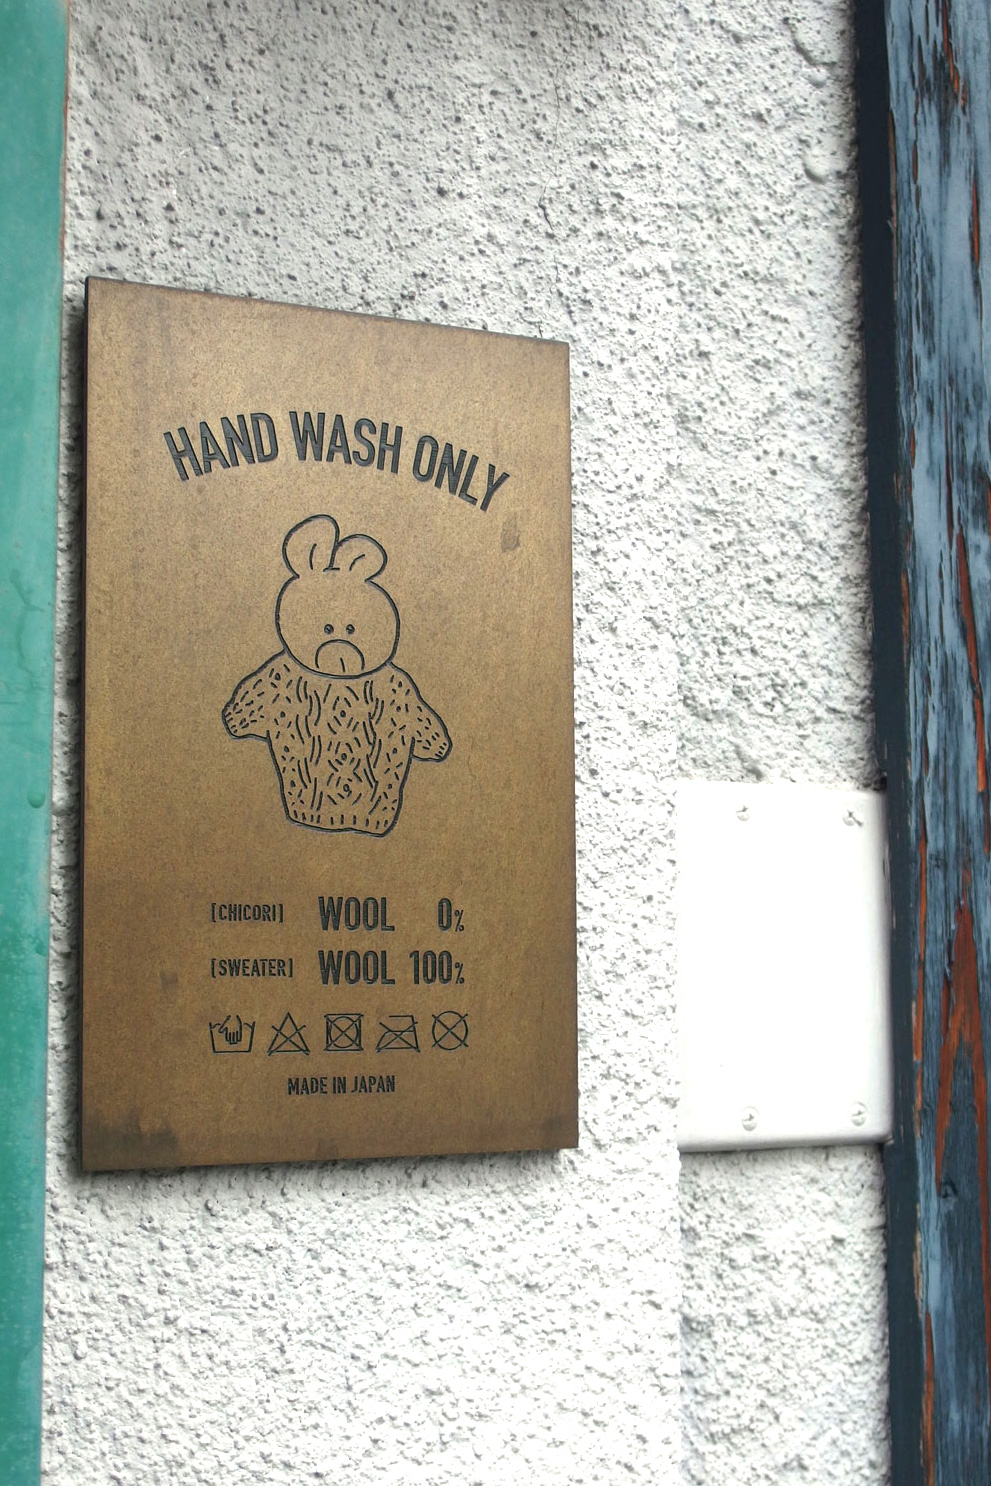 HAND WASH ONLY
[CHICORI] WOOL 0%
[SWEATER] WOOL 100%
MADE IN JAPAN